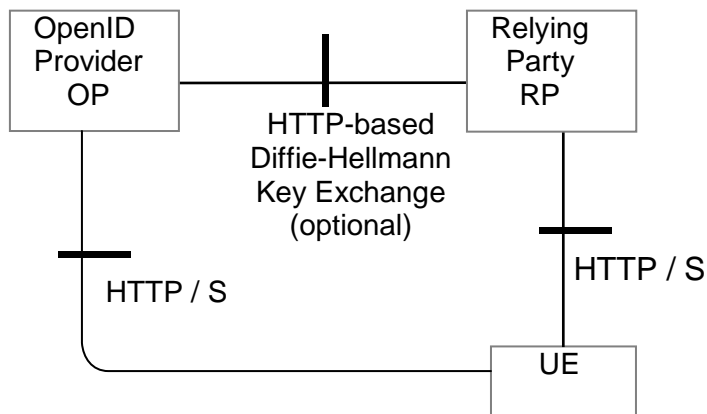 OpenID
Provider
OP
Relying
Party
RP
HTTP-based
Diffie-Hellmann
Key Exchange
(optional)
HTTP / S
HTTP / S
UE